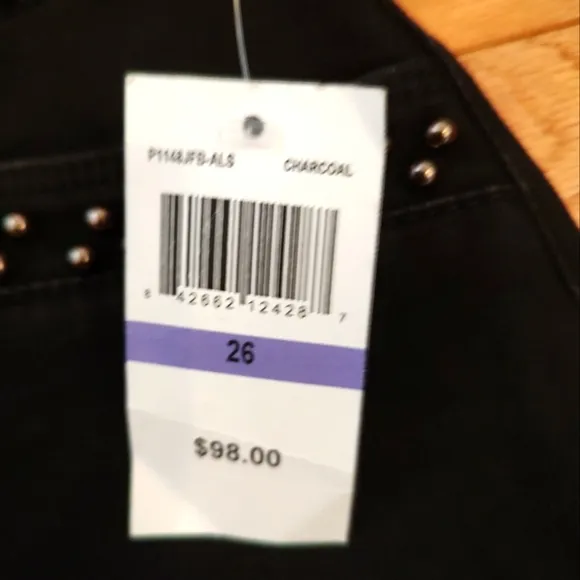 P1148JFB-ALS CHARCOAL
8 42662 12428 7
26
$98.00